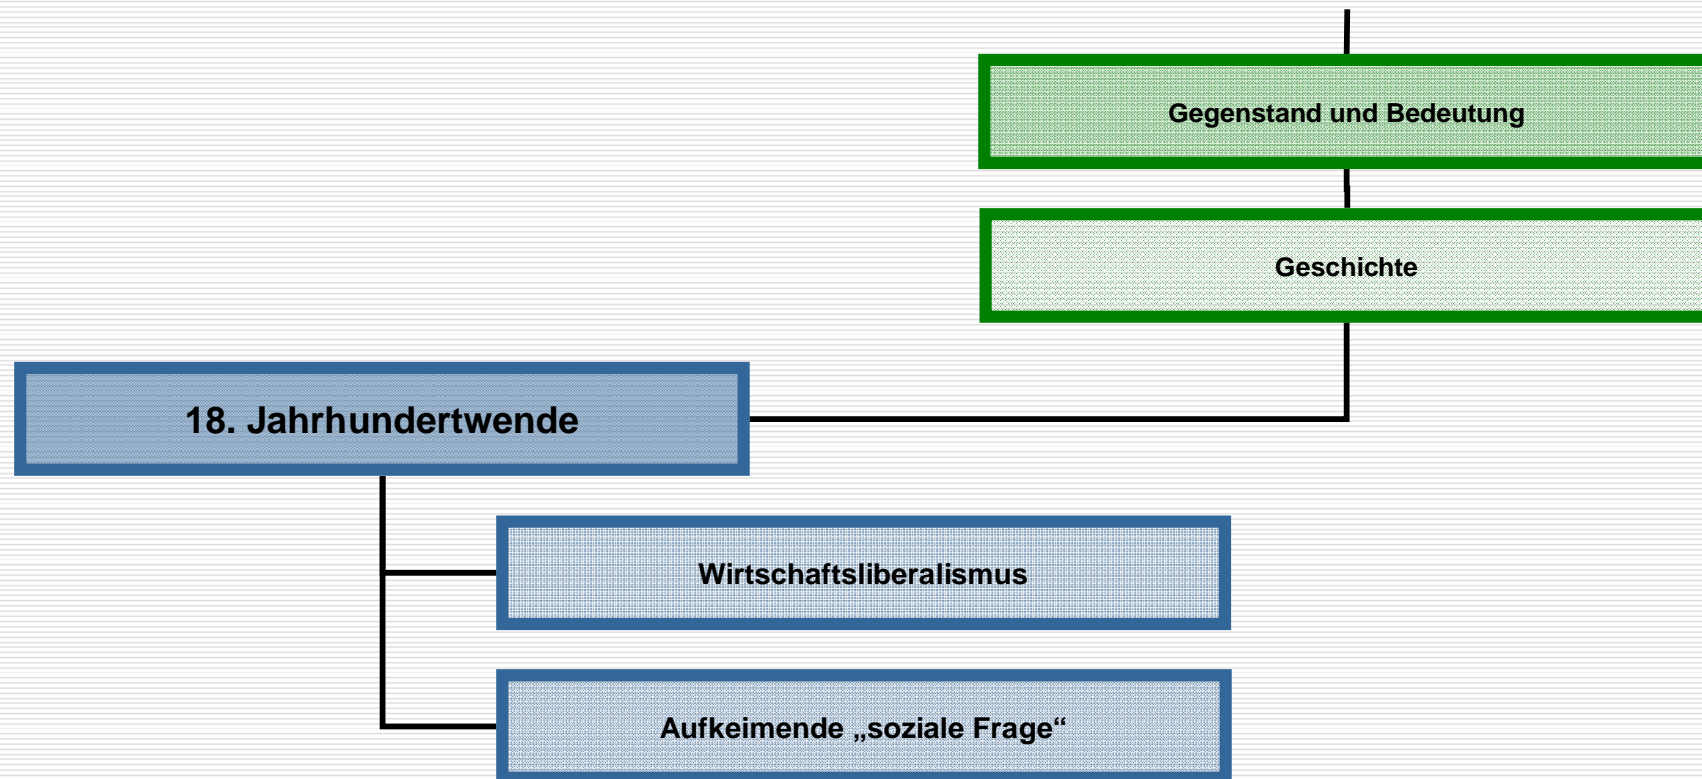 Gegenstand und Bedeutung
Geschichte
18. Jahrhundertwende
Wirtschaftsliberalismus
Aufkeimende „soziale Frage“